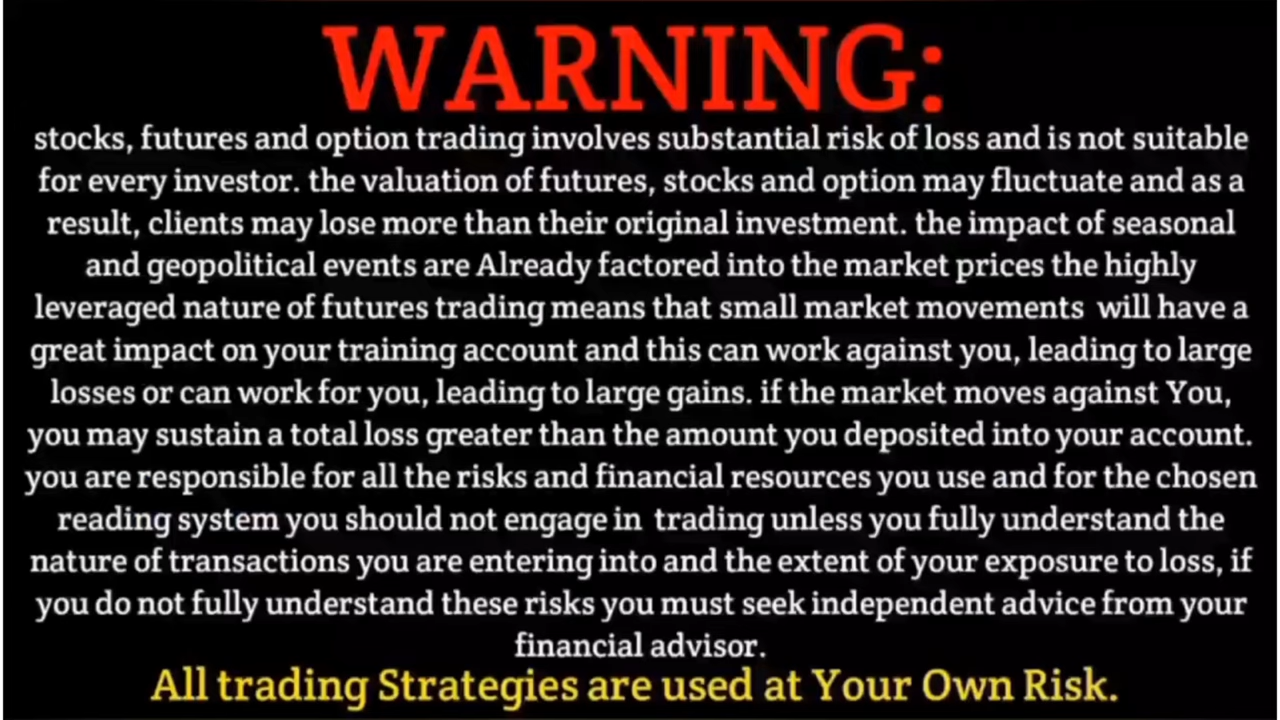 WARNING:
stocks, futures and option trading involves substantial risk of loss and is not suitable
for every investor. the valuation of futures, stocks and option may fluctuate and as a
result, clients may lose more than their original investment. the impact of seasonal
and geopolitical events are Already factored into the market prices the highly
leveraged nature of futures trading means that small market movements will have a
great impact on your training account and this can work against you, leading to large
losses or can work for you, leading to large gains. if the market moves against You,
you may sustain a total loss greater than the amount you deposited into your account.
you are responsible for all the risks and financial resources you use and for the chosen
reading system you should not engage in trading unless you fully understand the
nature of transactions you are entering into and the extent of your exposure to loss, if
you do not fully understand these risks you must seek independent advice from your
financial advisor.
All trading Strategies are used at Your Own Risk.